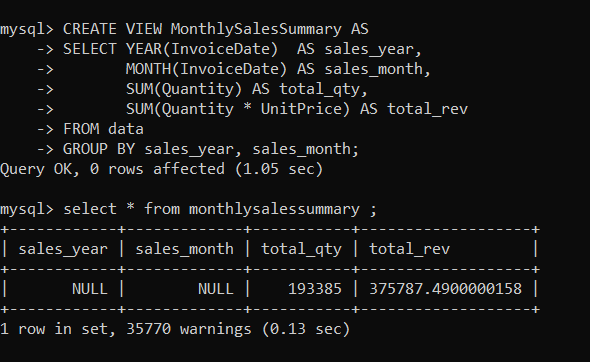 mysql> CREATE VIEW MonthlySalesSummary AS
    -> SELECT YEAR(InvoiceDate)  AS sales_year,
    ->        MONTH(InvoiceDate) AS sales_month,
    ->        SUM(Quantity) AS total_qty,
    ->        SUM(Quantity * UnitPrice) AS total_rev
    -> FROM data
    -> GROUP BY sales_year, sales_month;
Query OK, 0 rows affected (1.05 sec)

mysql> select * from monthlysalessummary ;
+------------+-------------+-----------+-------------------+
| sales_year | sales_month | total_qty | total_rev         |
+------------+-------------+-----------+-------------------+
|       NULL |        NULL |    193385 | 375787.4900000158 |
+------------+-------------+-----------+-------------------+
1 row in set, 35770 warnings (0.13 sec)